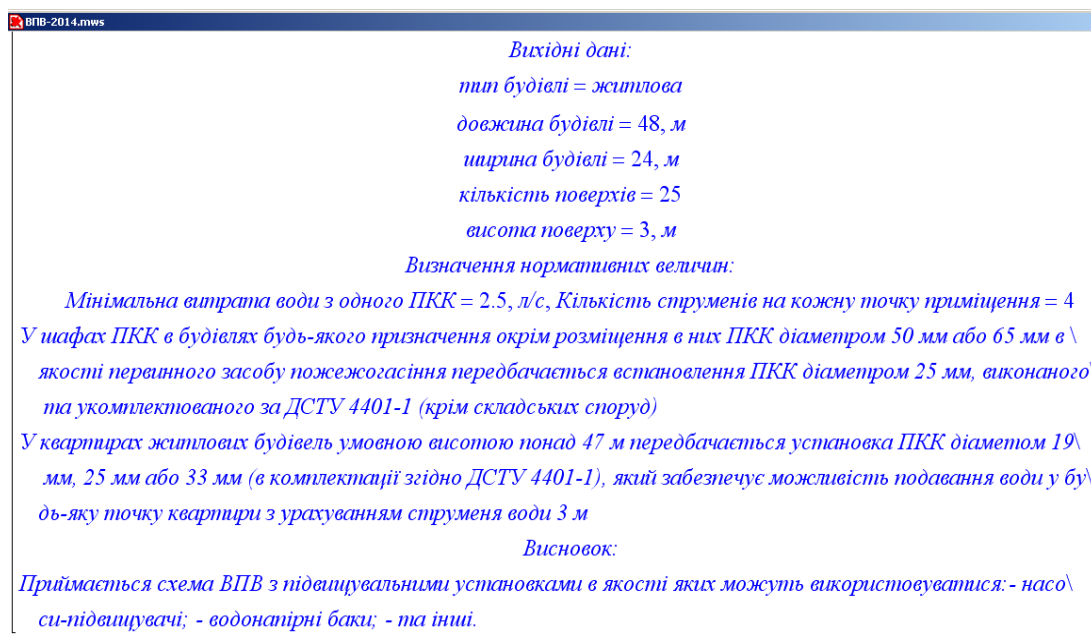 ВПВ-2014.mws
Вихідні дані:
тип будівлі = житлова
довжина будівлі = 48, м
ширина будівлі = 24, м
кількість поверхів = 25
висота поверху = 3, м
Визначення нормативних величин:
Мінімальна витрата води з одного ПКК = 2.5, л/с, Кількість струменів на кожну точку приміщення = 4
У шафах ПКК в будівлях будь-якого призначення окрім розміщення в них ПКК діаметром 50 мм або 65 мм в \
якості первинного засобу пожежогасіння передбачається встановлення ПКК діаметром 25 мм, виконаного\
та укомплектованого за ДСТУ 4401-1 (крім складських споруд)
У квартирах житлових будівель умовною висотою понад 47 м передбачається установка ПКК діаметом 19\
мм, 25 мм або 33 мм (в комплектації згідно ДСТУ 4401-1), який забезпечує можливість подавання води у бу\
дь-яку точку квартири з урахуванням струменя води 3 м
Висновок:
Приймається схема ВПВ з підвищувальними установками в якості яких можуть використовуватися:- насо\
си-підвищувачі; - водонапірні баки; - та інші.